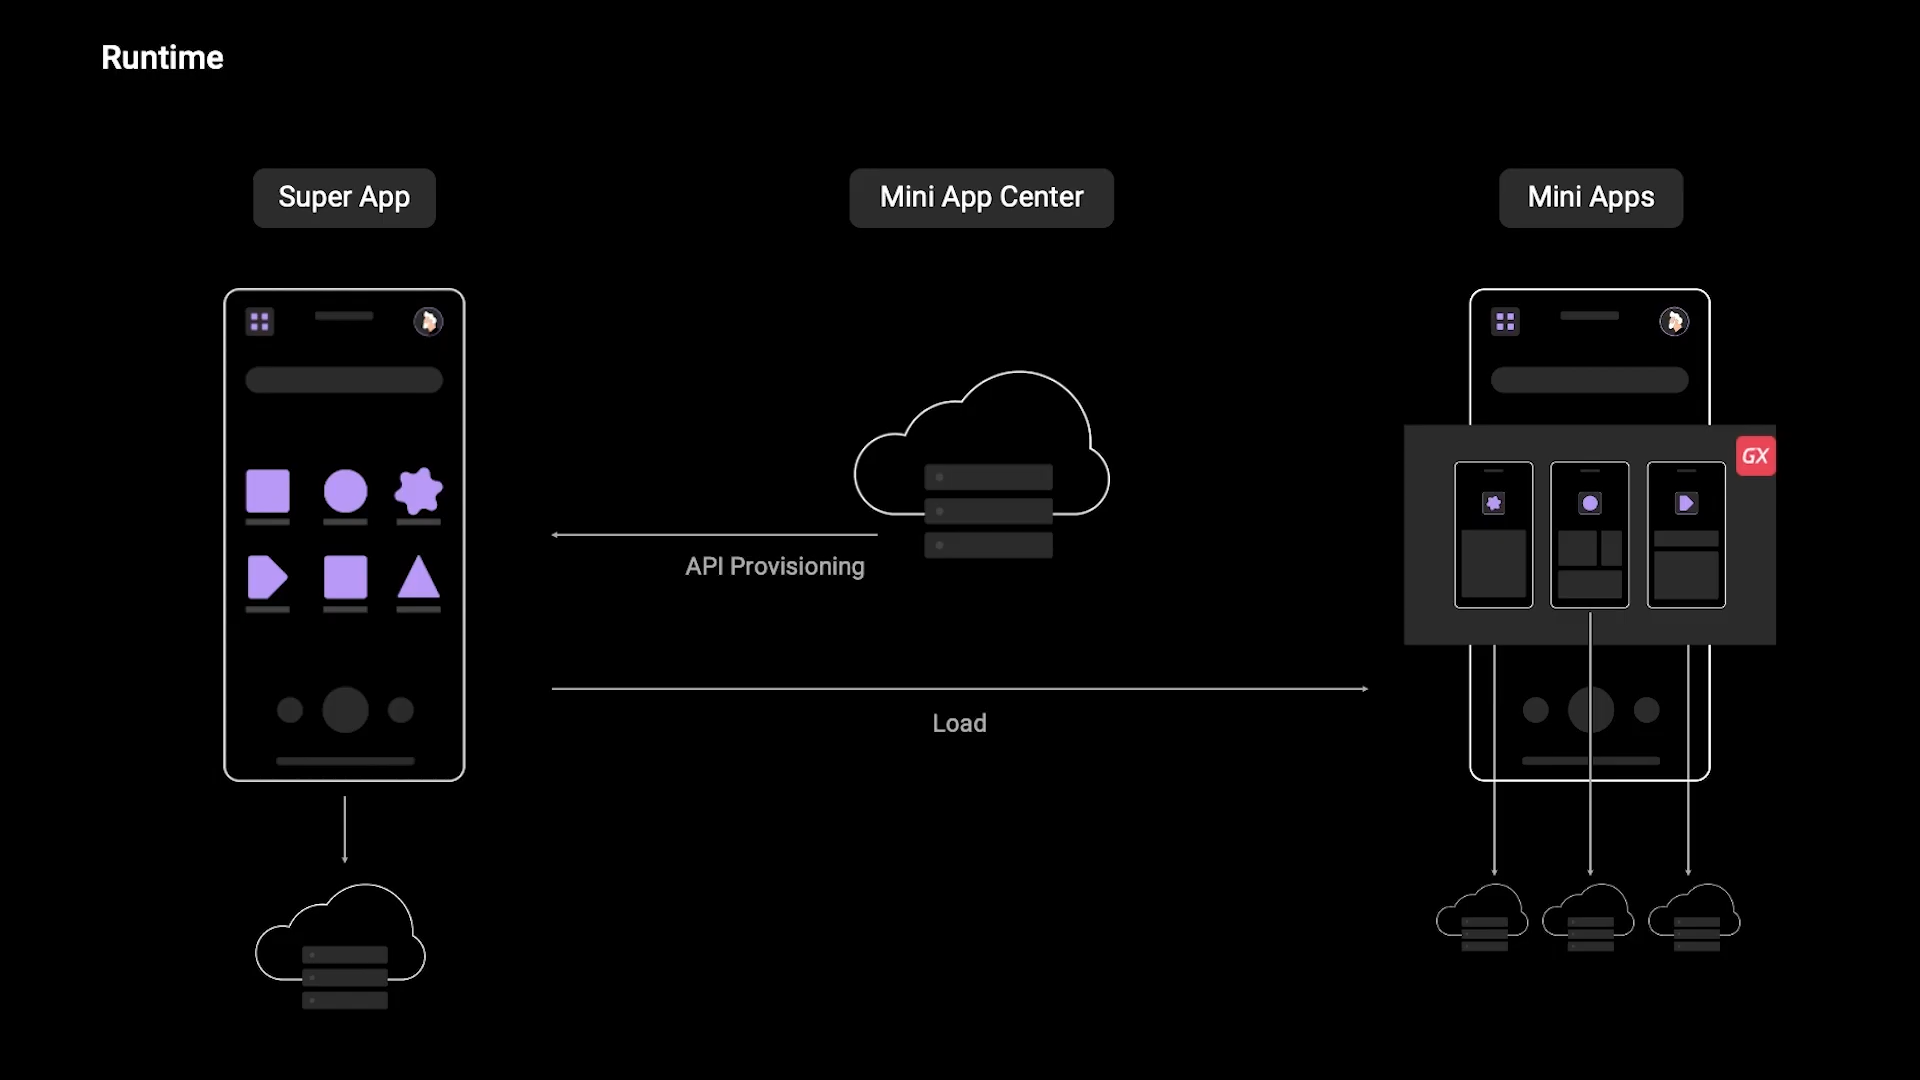 Runtime
Super App
Mini App Center
Mini Apps
GX
API Provisioning
Load